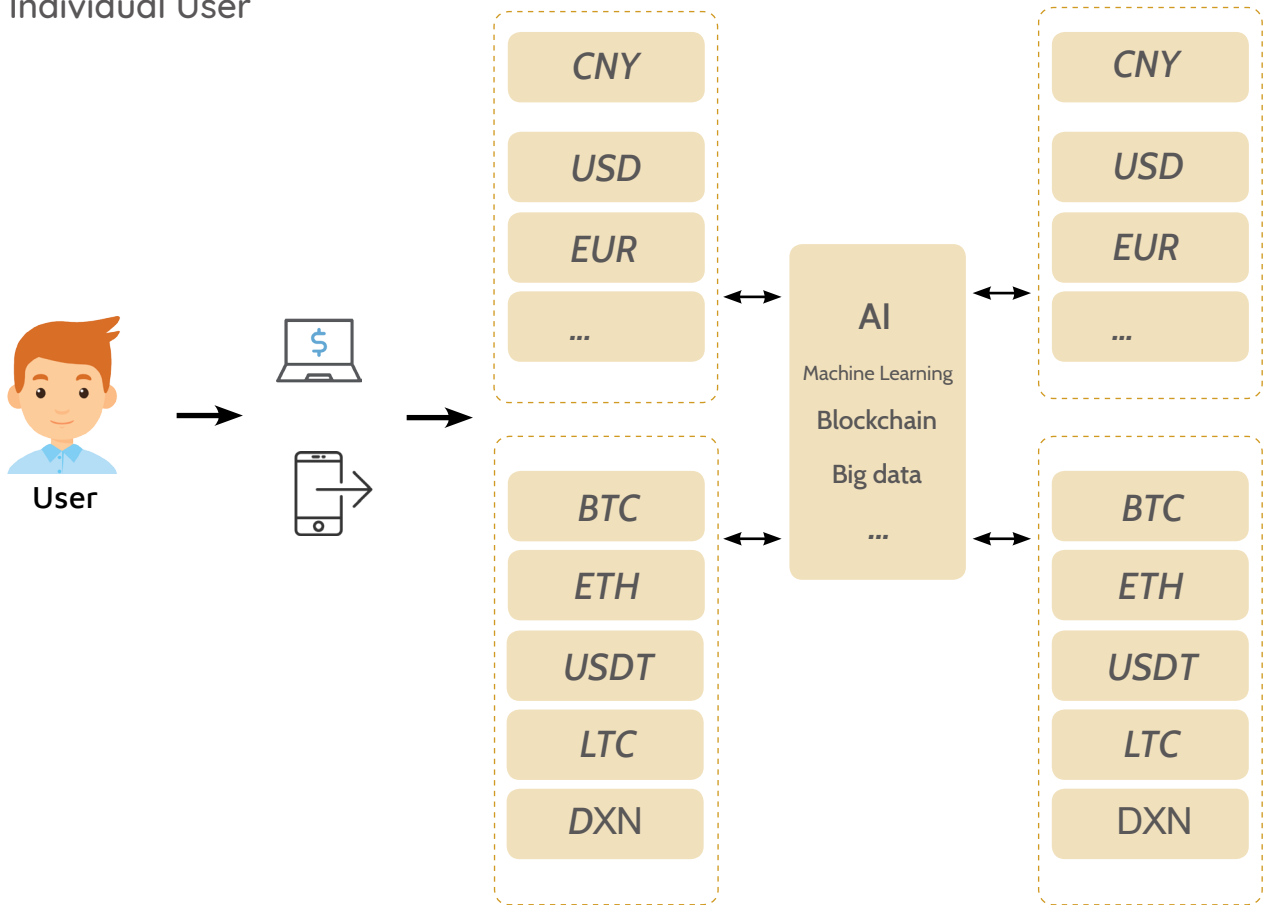 Individual User
CNY
USD
EUR
...
BTC
ETH
USDT
LTC
DXN
$
User
AI
Machine Learning
Blockchain
Big data
...
CNY
USD
EUR
...
BTC
ETH
USDT
LTC
DXN